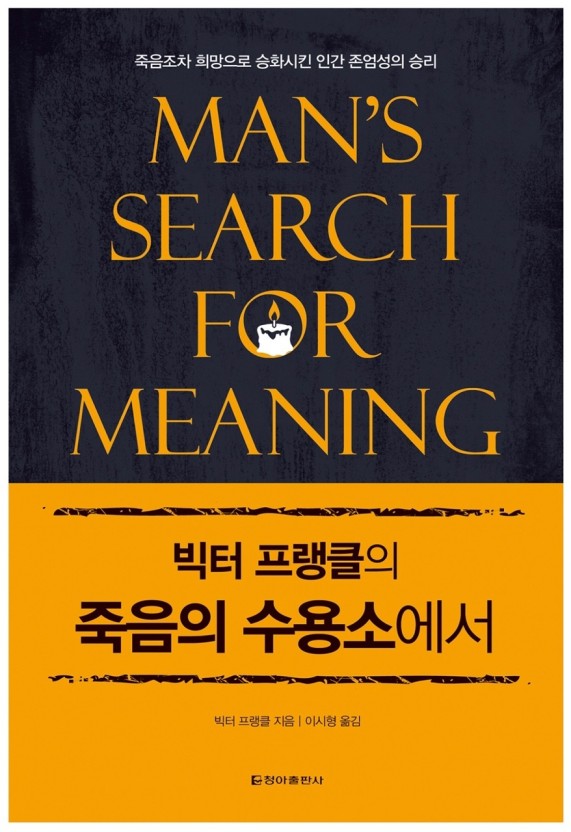 죽음조차 희망으로 승화시킨 인간 존엄성의 승리
MAN'S
SEARCH
FOR
MEANING
빅터 프랭클의
죽음의 수용소에서
빅터 프랭클 지음 | 이시형 옮김
청아출판사